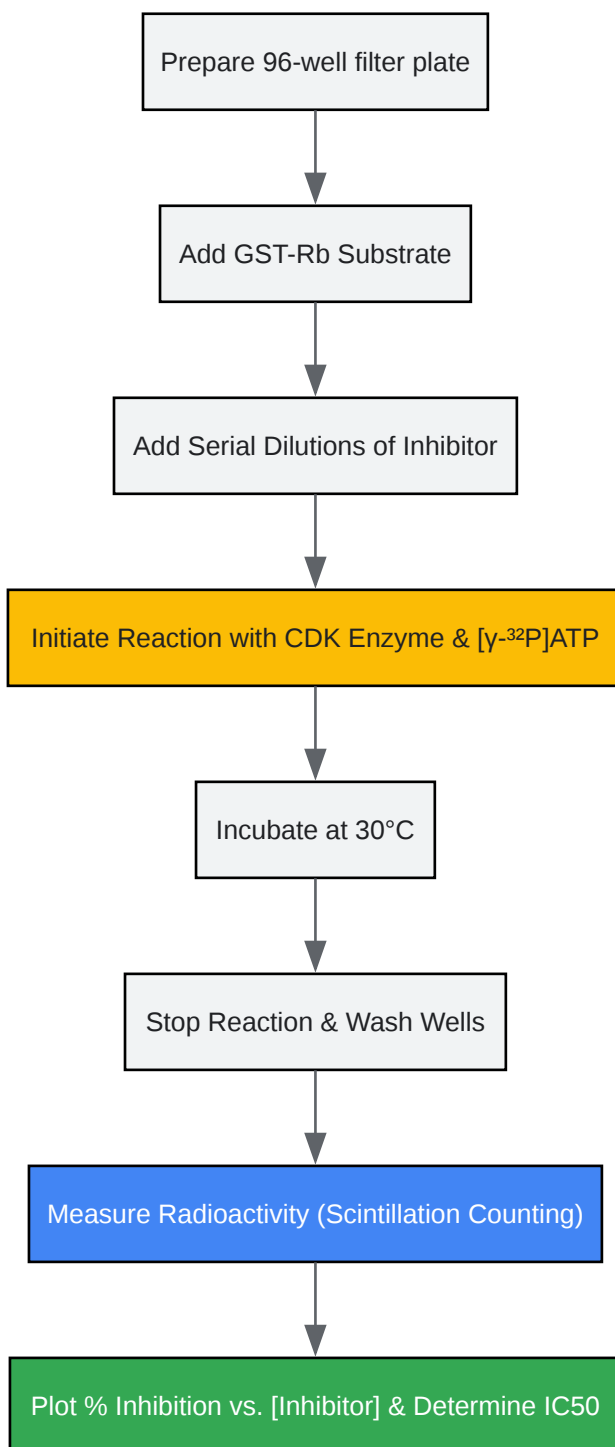 Prepare 96-well filter plate
Add GST-Rb Substrate
Add Serial Dilutions of Inhibitor
Initiate Reaction with CDK Enzyme & [γ-³²P]ATP
Incubate at 30°C
Stop Reaction & Wash Wells
Measure Radioactivity (Scintillation Counting)
Plot % Inhibition vs. [Inhibitor] & Determine IC50